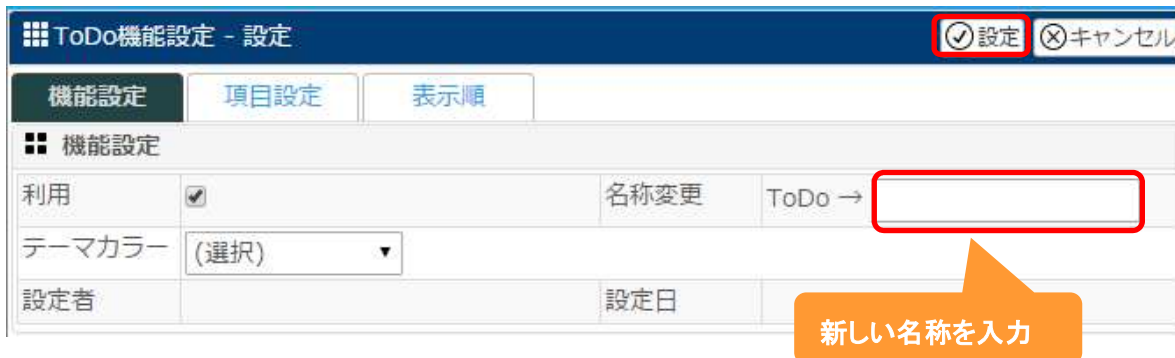 ToDo機能設定 - 設定
設定
キャンセル
機能設定 項目設定 表示順
機能設定
利用 名称変更 ToDo →
テーマカラー (選択)
設定者 設定日
新しい名称を入力